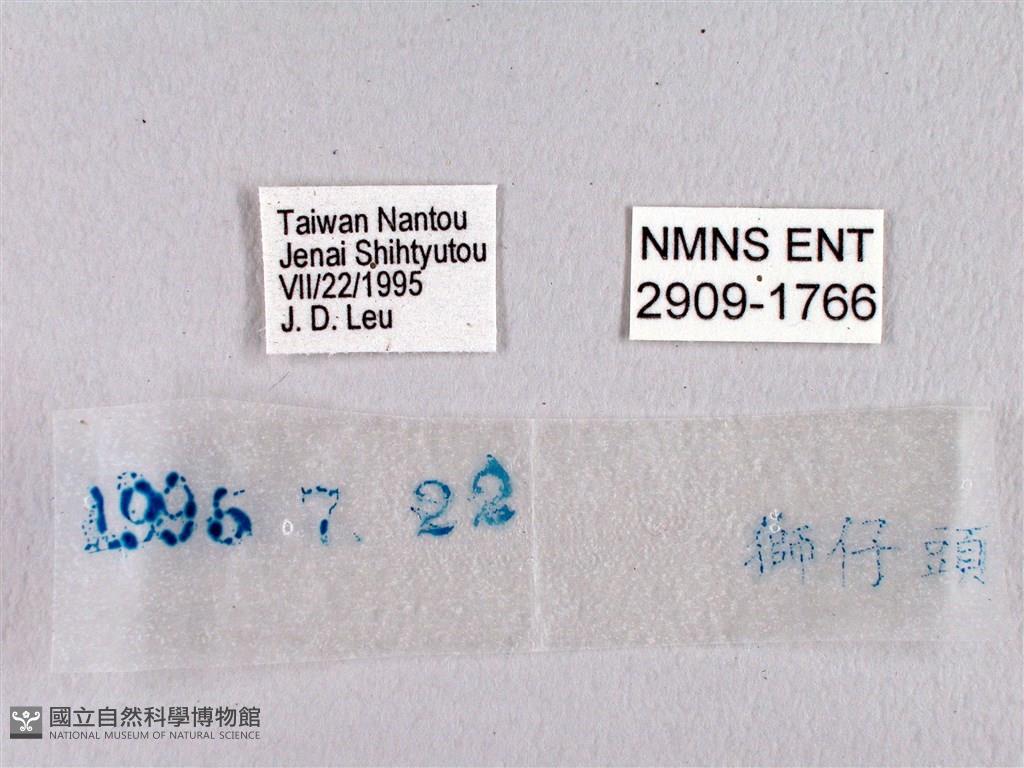 Taiwan Nantou
Jenai Shihtyutou
VII/22/1995
J. D. Leu
NMNS ENT
2909-1766
1995 7. 22
獅仔頭
國立自然科學博物館
NATIONAL MUSEUM OF NATURAL SCIENCE